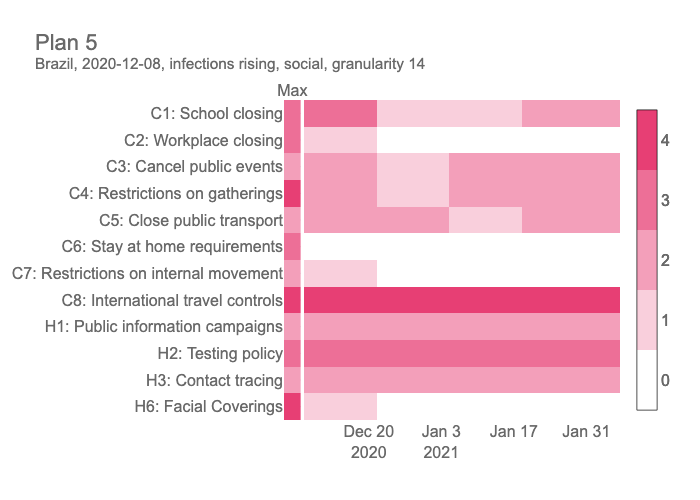 Plan 5
Brazil, 2020-12-08, infections rising, social, granularity 14
Max
C1: School closing
C2: Workplace closing
C3: Cancel public events
C4: Restrictions on gatherings
C5: Close public transport
C6: Stay at home requirements
C7: Restrictions on internal movement
C8: International travel controls
H1: Public information campaigns
H2: Testing policy
H3: Contact tracing
H6: Facial Coverings
4
3
2
1
0
Dec 20 Jan 3 Jan 17 Jan 31
2020 2021